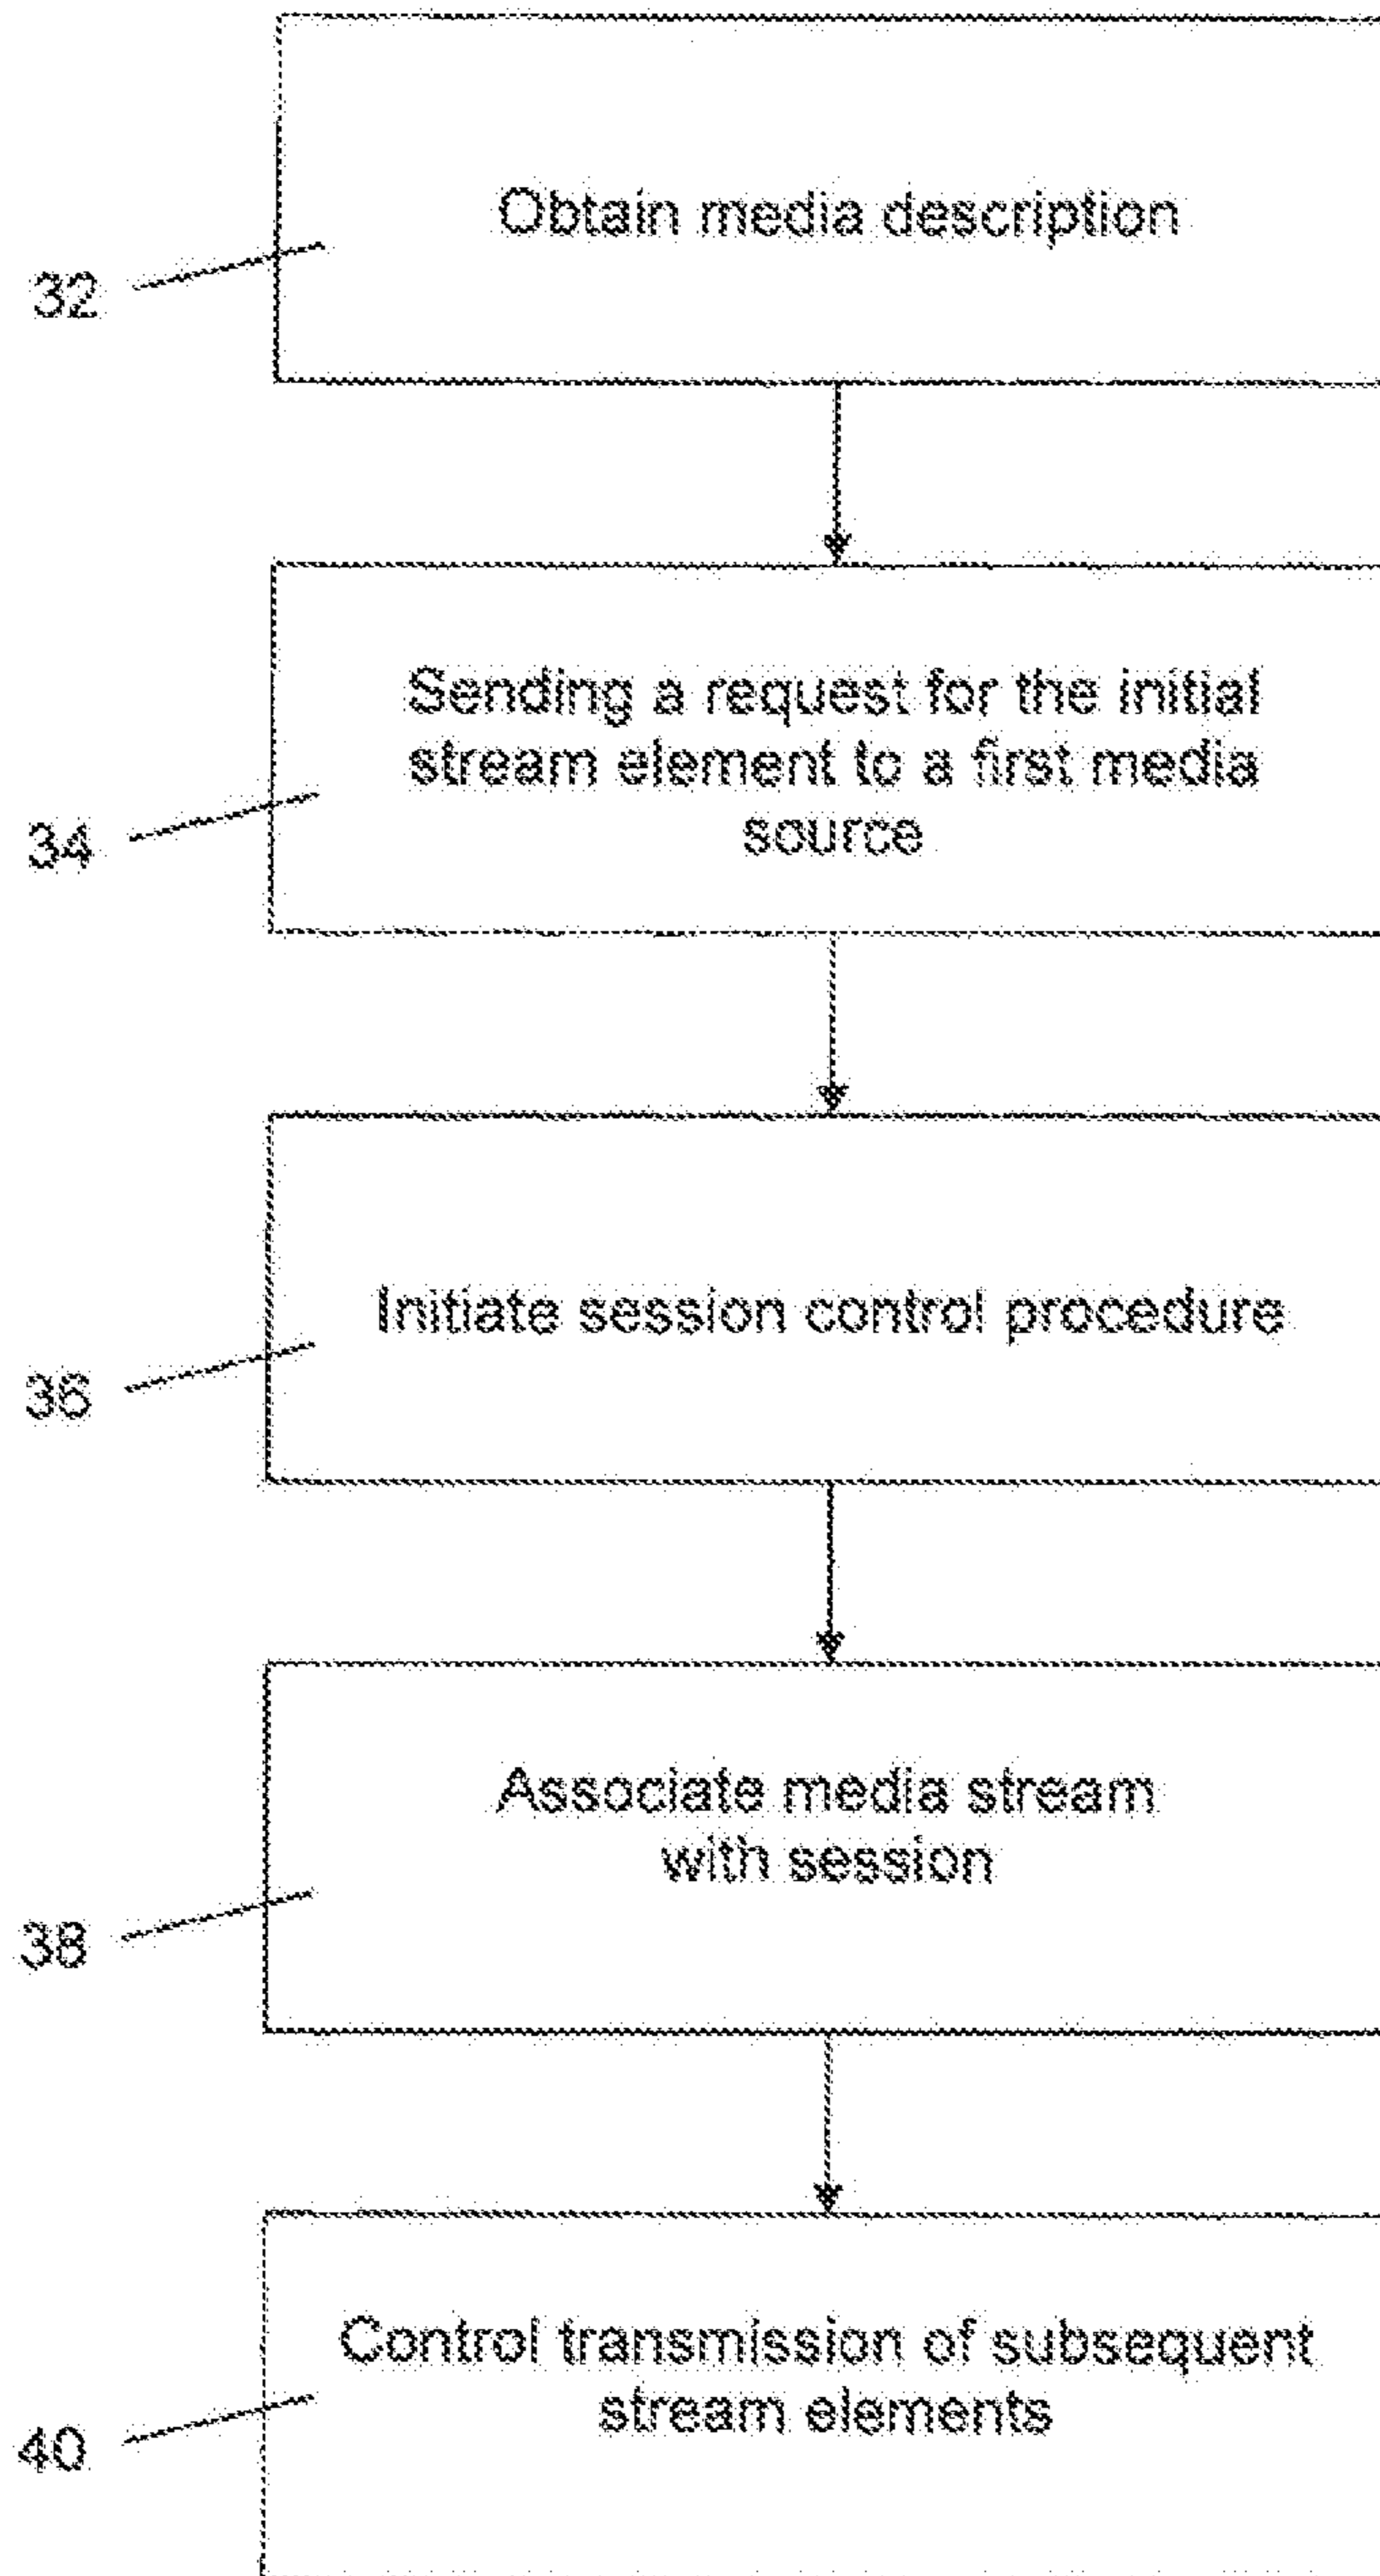 Obtain media description
32
Sending a request for the initial
stream element to a first media
source
34
Initiate session control procedure
36
Associate media stream
with session
38
Control transmission of subsequent
stream elements
40